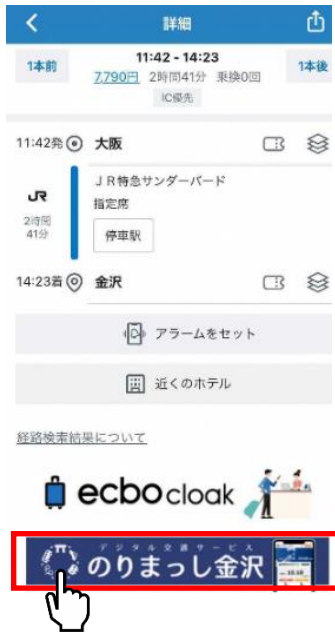 詳細
1本前
11:42 - 14:23
1本後
7,790円 2時間41分 乗換0回
IC優先
11:42発 大阪
JR特急サンダーバード
JR
指定席
2時間
41分
停車駅
14:23着 金沢
アラームをセット
近くのホテル
経路検索結果について
ecbo cloak
デジタル交通サービス
のりまっし金沢